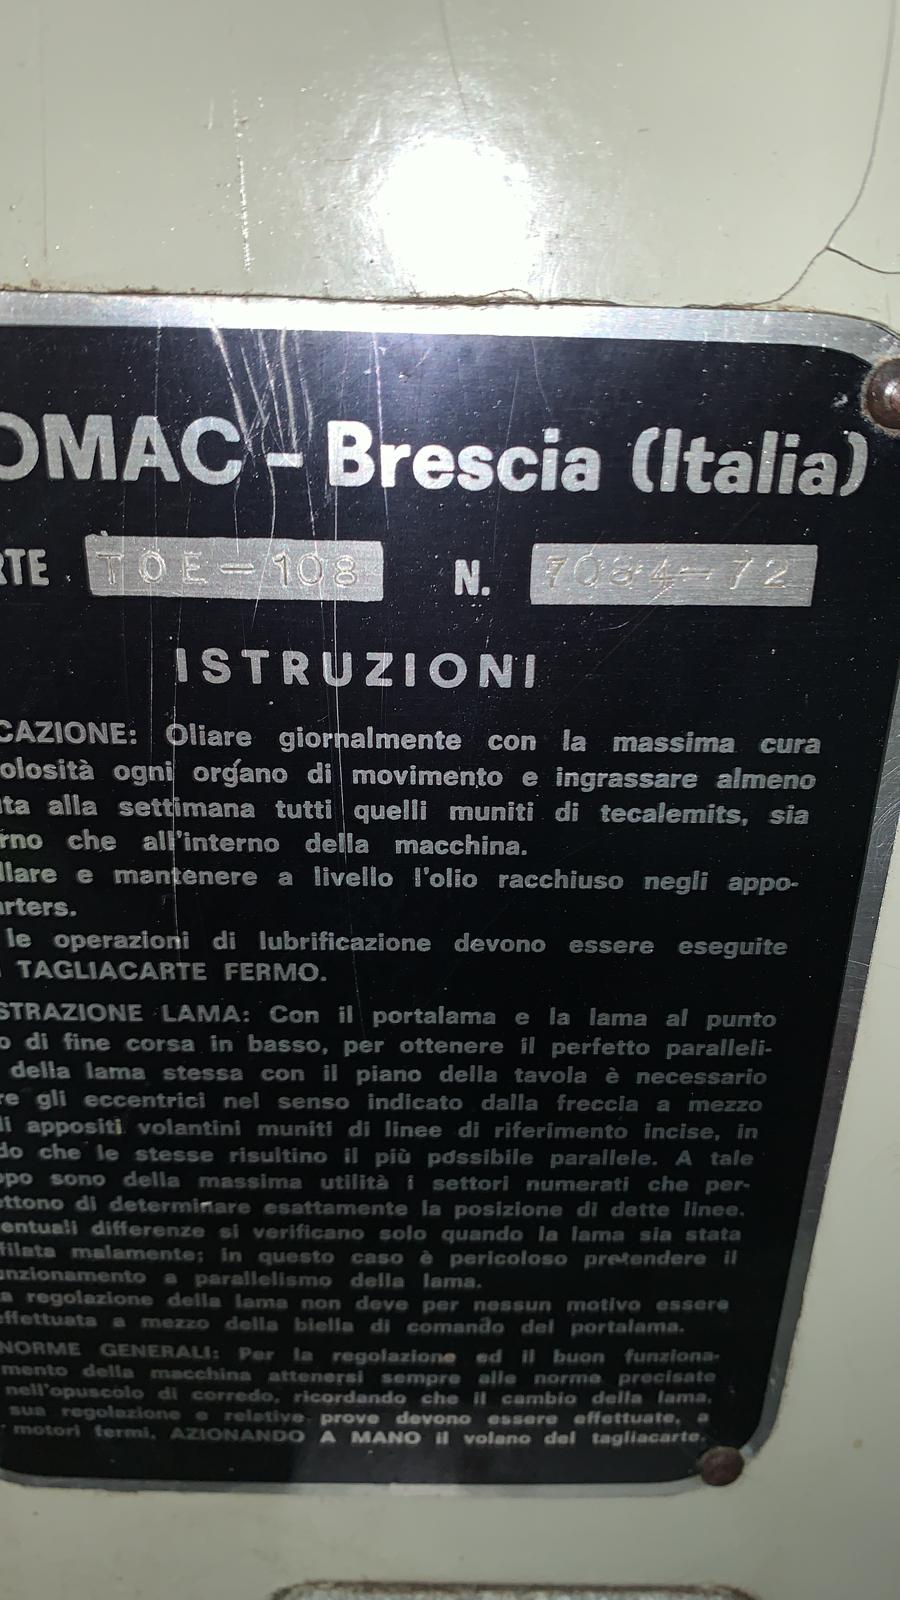 OMAC - Brescia (Italia)
RTE TOE-108 N. 7084-72
ISTRUZIONI
CAZIONE: Oliare giornalmente con la massima cura
olosità ogni organo di movimento e ingrassare almeno
lta alla settimana tutti quelli muniti di tecalemits, sia
rno che all'interno della macchina.
llare e mantenere a livello l'olio racchiuso negli appo-
arters.
le operazioni di lubrificazione devono essere eseguite
TAGLIACARTE FERMO.
STRAZIONE LAMA: Con il portalama e la lama al punto
o di fine corsa in basso, per ottenere il perfetto paralleli-
della lama stessa con il piano della tavola è necessario
re gli eccentrici nel senso indicato dalla freccia a mezzo
li appositi volantini muniti di linee di riferimento incise, in
do che le stesse risultino il più possibile parallele. A tale
opo sono della massima utilità i settori numerati che per-
ettono di determinare esattamente la posizione di dette linee.
entuali differenze si verificano solo quando la lama sia stata
filata malamente; in questo caso è pericoloso pretendere il
unzionamento a parallelismo della lama.
a regolazione della lama non deve per nessun motivo essere
effettuata a mezzo della biella di comando del portalama.
NORME GENERALI: Per la regolazione ed il buon funziona-
mento della macchina attenersi sempre alle norme precisate
nell'opuscolo di corredo, ricordando che il cambio della lama,
sua regolazione e relative prove devono essere effettuate, a
motori fermi, AZIONANDO A MANO il volano del tagliacarte.